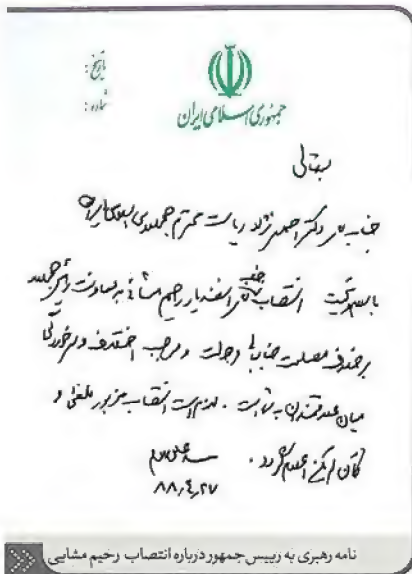 تاریخ:
شماره:
جمهوری اسلامی ایران
بسمه‌تعالی
جناب آقای دکتر احمدی‌نژاد ریاست محترم جمهوری اسلامی ایران
با سلام و تحیت انتصاب جناب آقای اسفندیار رحیم مشائی به معاونت رئیس جمهور
بر خلاف مصلحت جنابعالی و دولت و موجب اختلاف و سرخوردگی
میان علاقمندان به شما است . لازم است انتصاب مزبور ملغی و
کان لم یکن اعلام گردد .
سید علی خامنه‌ای
۸۸،۴،۲۷
نامه رهبری به رییس جمهور درباره انتصاب رحیم مشایی